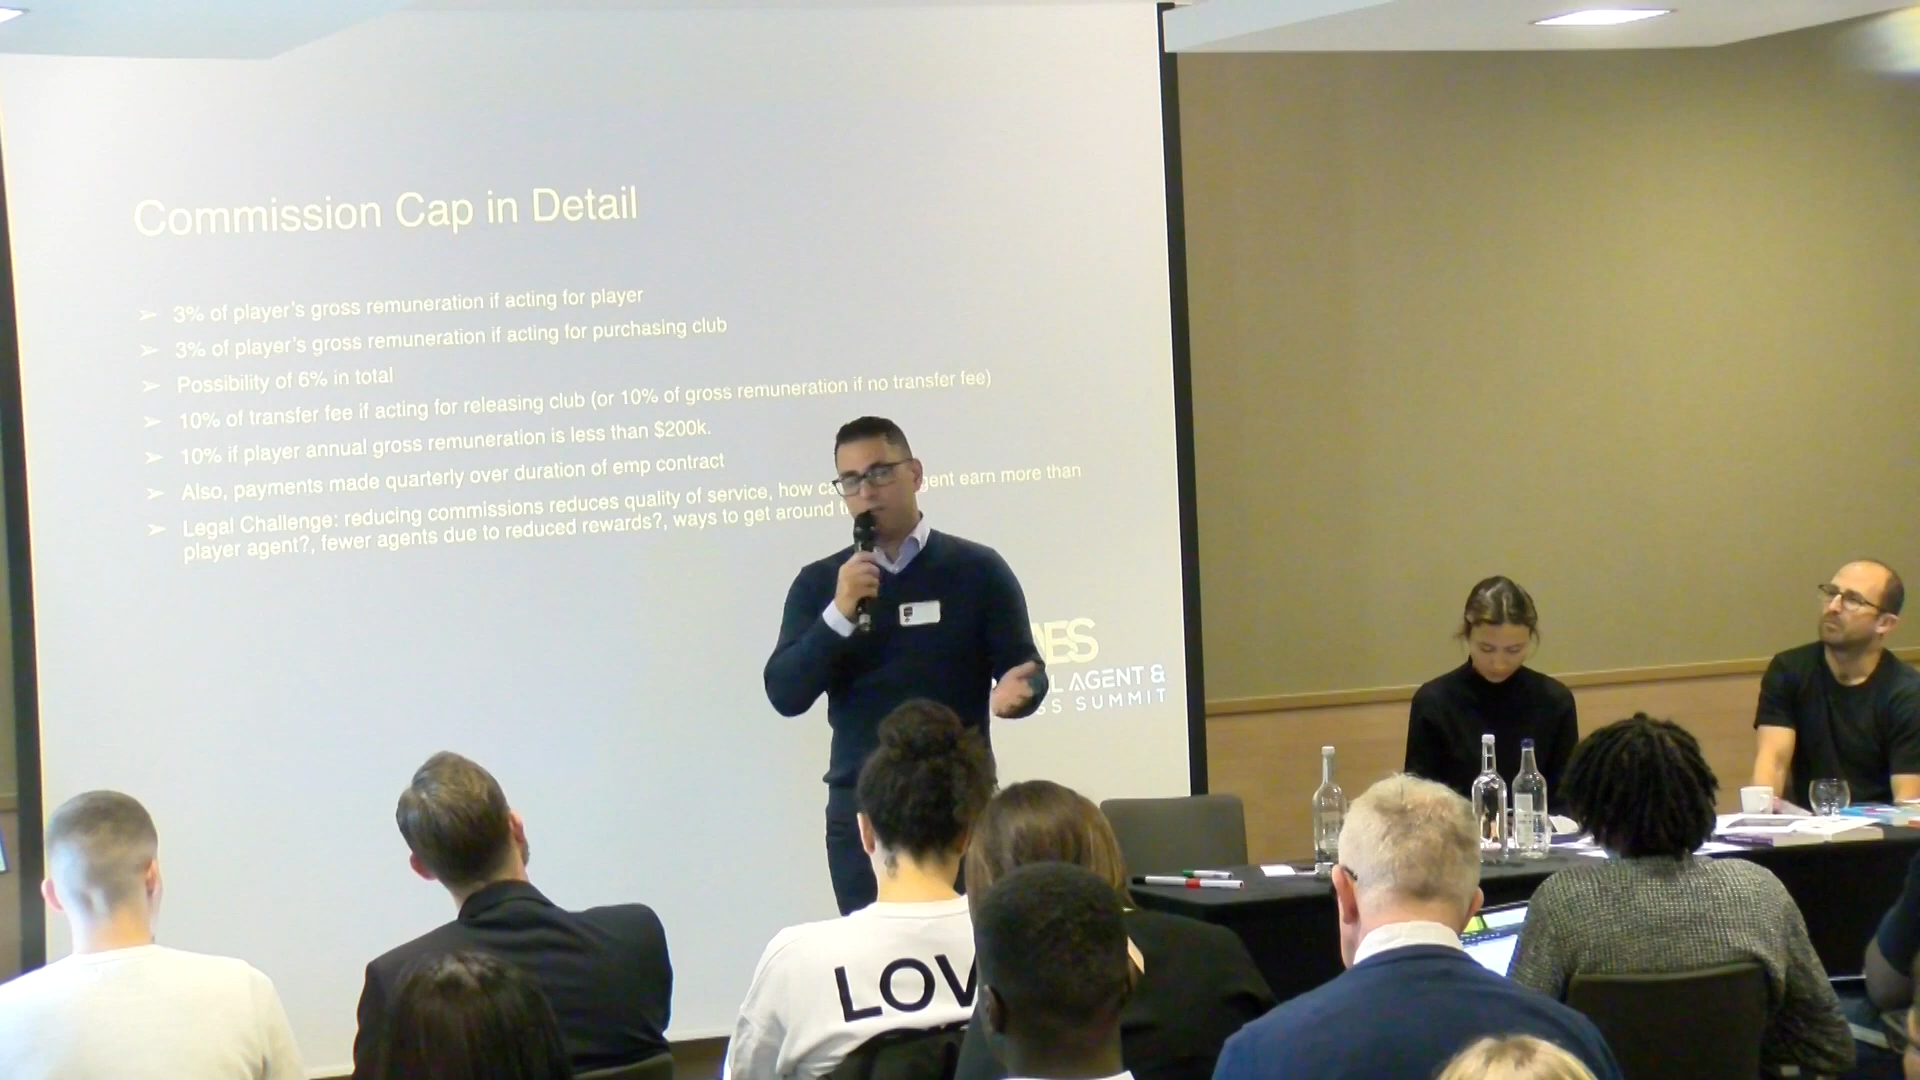 Commission Cap in Detail
➢ 3% of player's gross remuneration if acting for player
➢ 3% of player's gross remuneration if acting for purchasing club
➢ Possibility of 6% in total
➢ 10% of transfer fee if acting for releasing club (or 10% of gross remuneration if no transfer fee)
➢ 10% if player annual gross remuneration is less than $200k.
➢ Also, payments made quarterly over duration of emp contract
➢ Legal Challenge: reducing commissions reduces quality of service, how earn more than
player agent?, fewer agents due to reduced rewards?, ways to get around
AGENT &
SUMMIT
LOV